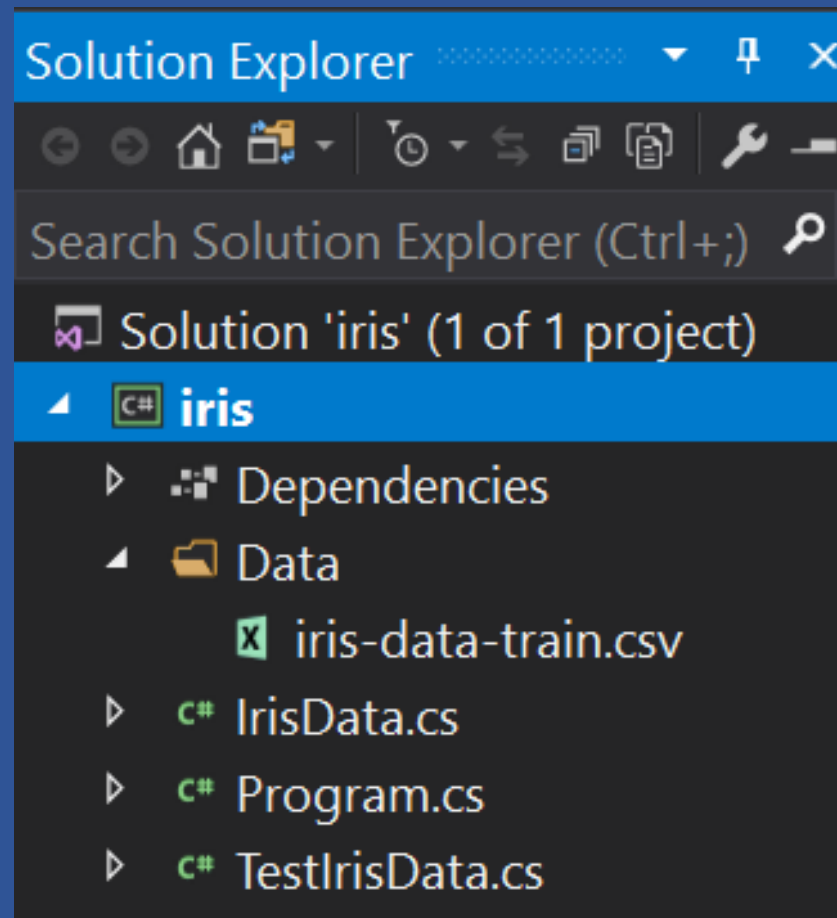 Solution Explorer
Search Solution Explorer (Ctrl+;)
Solution 'iris' (1 of 1 project)
C# iris
Dependencies
Data
X iris-data-train.csv
C# IrisData.cs
C# Program.cs
C# TestIrisData.cs